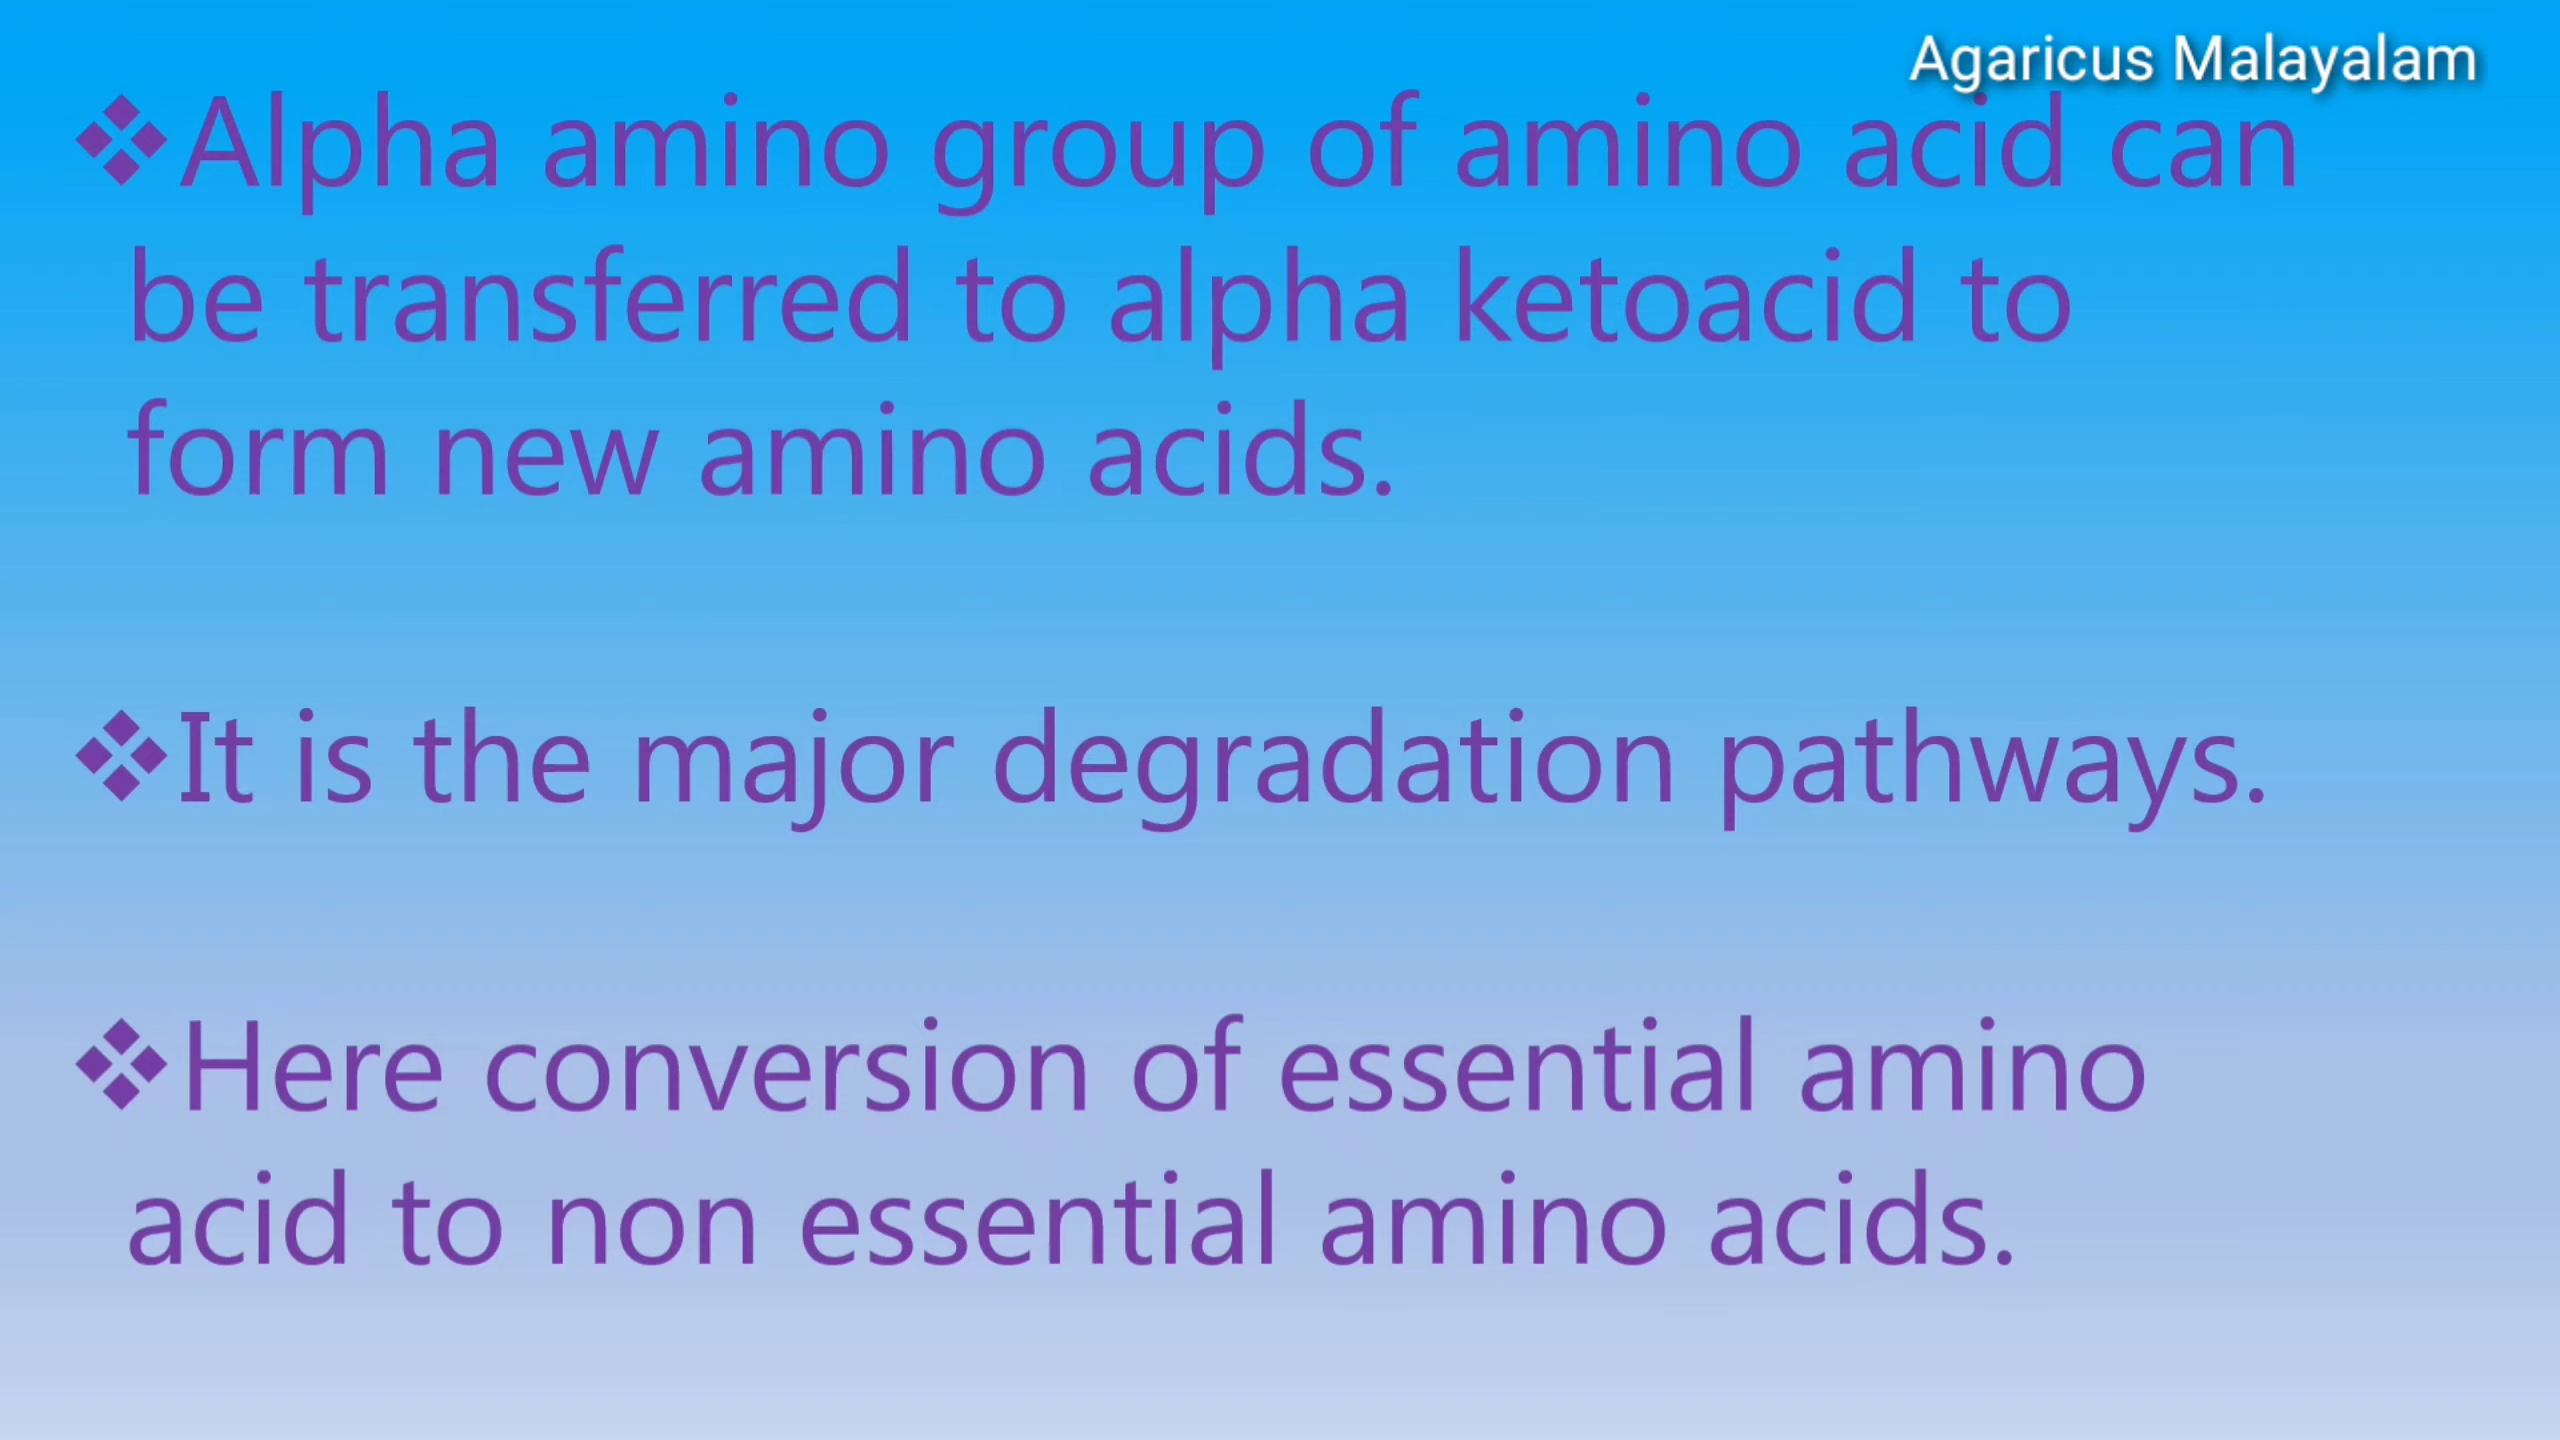 Agaricus Malayalam
❖Alpha amino group of amino acid can
be transferred to alpha ketoacid to
form new amino acids.
❖It is the major degradation pathways.
❖Here conversion of essential amino
acid to non essential amino acids.